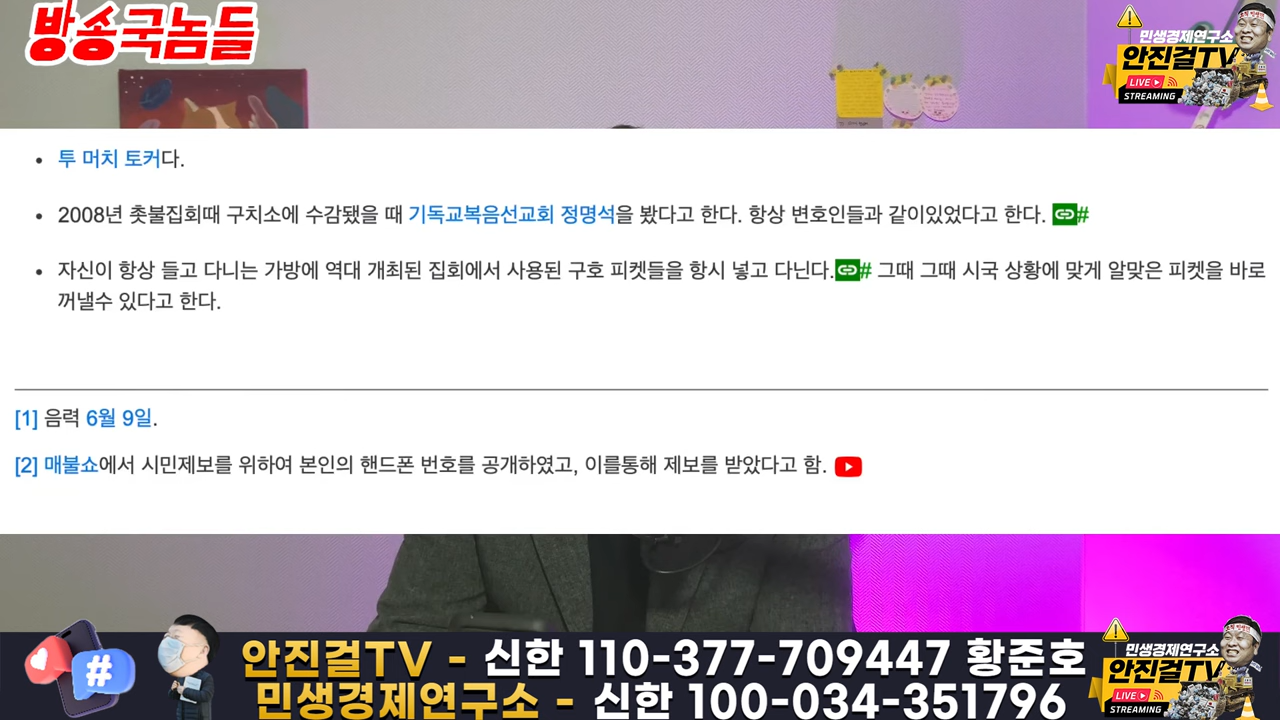 방송국놈들
민생경제연구소
안진걸TV
LIVE
STREAMING
투 머치 토커다.
2008년 촛불집회때 구치소에 수감됐을 때 기독교복음선교회 정명석을 봤다고 한다. 항상 변호인들과 같이있었다고 한다. #
자신이 항상 들고 다니는 가방에 역대 개최된 집회에서 사용된 구호 피켓들을 항시 넣고 다닌다.# 그때 그때 시국 상황에 맞게 알맞은 피켓을 바로
꺼낼수 있다고 한다.
[1] 음력 6월 9일.
[2] 매불쇼에서 시민제보를 위하여 본인의 핸드폰 번호를 공개하였고, 이를통해 제보를 받았다고 함.
#
안진걸TV - 신한 110-377-709447 황준호
민생경제연구소 - 신한 100-034-351796
민생경제연구소
안진걸TV
LIVE
STREAMING